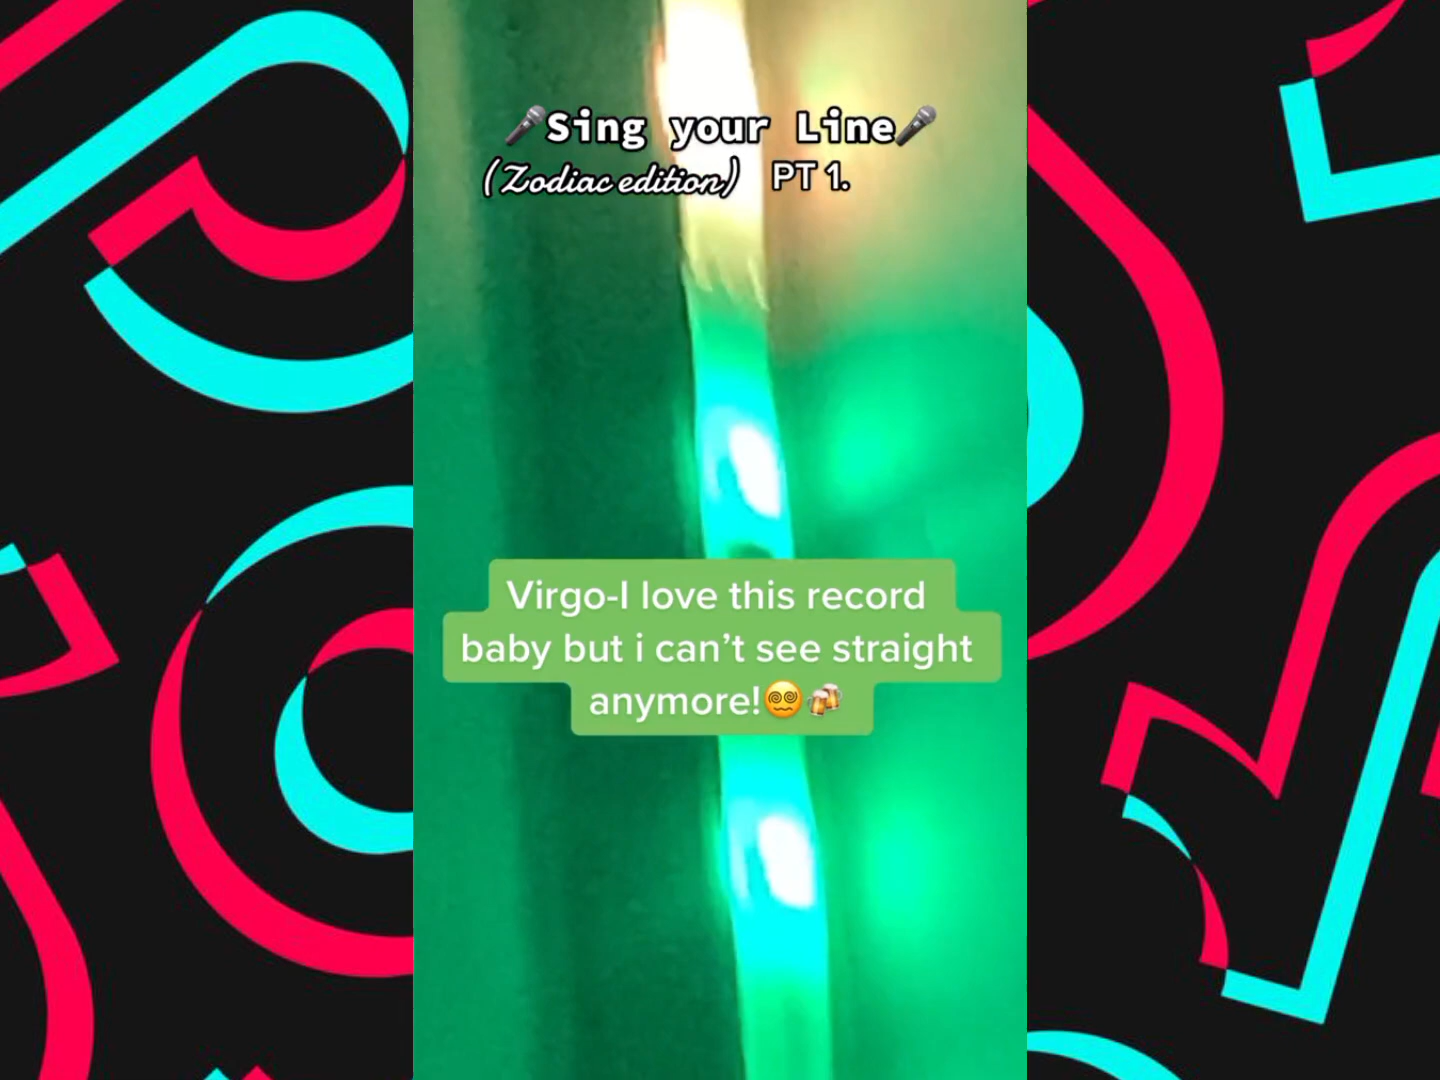 🎤Sing your Line🎤
(Zodiac edition) PT 1.
Virgo-I love this record
baby but i can’t see straight
anymore!😵‍💫🍻